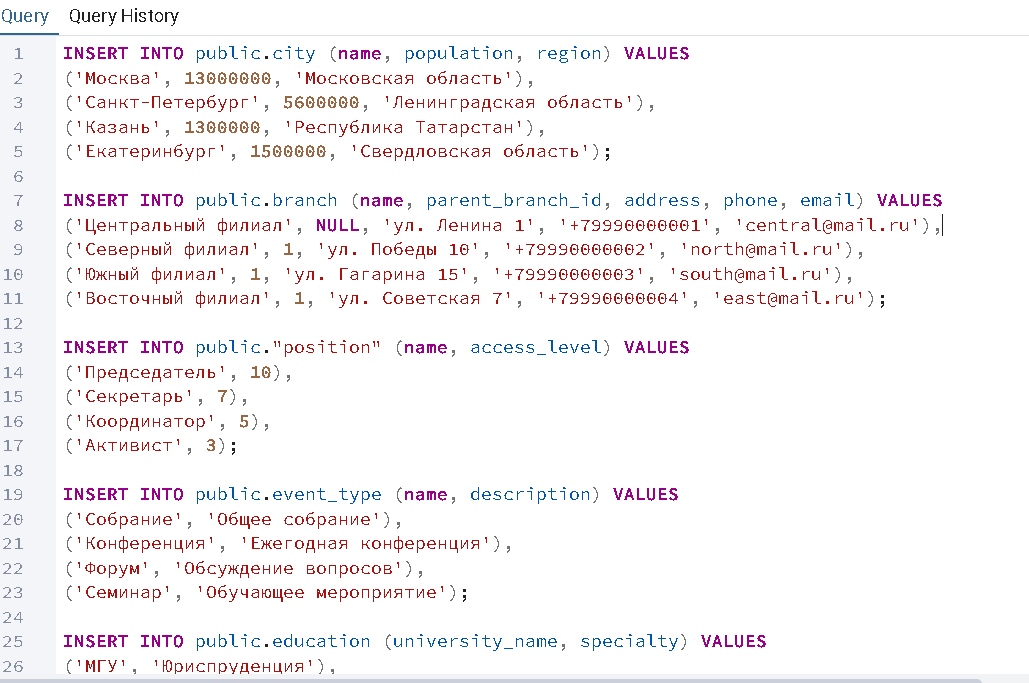 Query Query History
1 INSERT INTO public.city (name, population, region) VALUES
2 ('Москва', 13000000, 'Московская область'),
3 ('Санкт-Петербург', 5600000, 'Ленинградская область'),
4 ('Казань', 1300000, 'Республика Татарстан'),
5 ('Екатеринбург', 1500000, 'Свердловская область');
6
7 INSERT INTO public.branch (name, parent_branch_id, address, phone, email) VALUES
8 ('Центральный филиал', NULL, 'ул. Ленина 1', '+79990000001', 'central@mail.ru'),
9 ('Северный филиал', 1, 'ул. Победы 10', '+79990000002', 'north@mail.ru'),
10 ('Южный филиал', 1, 'ул. Гагарина 15', '+79990000003', 'south@mail.ru'),
11 ('Восточный филиал', 1, 'ул. Советская 7', '+79990000004', 'east@mail.ru');
12
13 INSERT INTO public."position" (name, access_level) VALUES
14 ('Председатель', 10),
15 ('Секретарь', 7),
16 ('Координатор', 5),
17 ('Активист', 3);
18
19 INSERT INTO public.event_type (name, description) VALUES
20 ('Собрание', 'Общее собрание'),
21 ('Конференция', 'Ежегодная конференция'),
22 ('Форум', 'Обсуждение вопросов'),
23 ('Семинар', 'Обучающее мероприятие');
24
25 INSERT INTO public.education (university_name, specialty) VALUES
26 ('МГУ', 'Юриспруденция'),